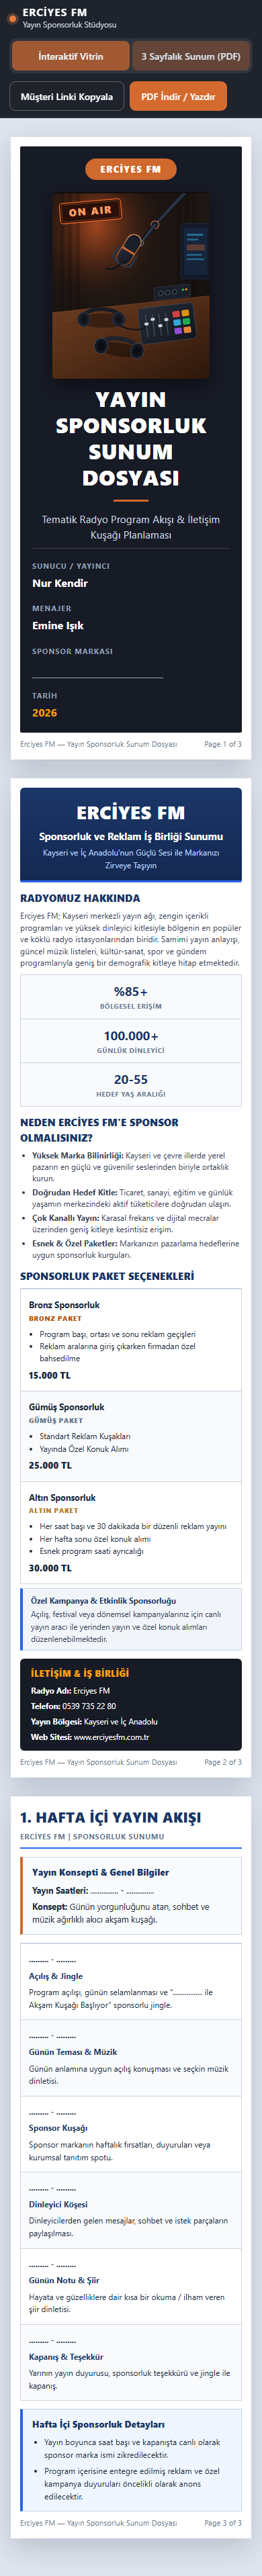 ERCİYES FM
Yayın Sponsorluk Stüdyosu
İnteraktif Vitrin
3 Sayfalık Sunum (PDF)
Müşteri Linki Kopyala
PDF İndir / Yazdır
ERCİYES FM
ON AIR
YAYIN
SPONSORLUK
SUNUM
DOSYASI
Tematik Radyo Program Akışı & İletişim
Kuşağı Planlaması
SUNUCU / YAYINCI
Nur Kendir
MENAJER
Emine Işık
SPONSOR MARKASI
TARİH
2026
Erciyes FM — Yayın Sponsorluk Sunum Dosyası Page 1 of 3
ERCİYES FM
Sponsorluk ve Reklam İş Birliği Sunumu
Kayseri ve İç Anadolu'nun Güçlü Sesi ile Markanızı
Zirveye Taşıyın
RADYOMUZ HAKKINDA
Erciyes FM; Kayseri merkezli yayın ağı, zengin içerikli
programları ve yüksek dinleyici kitlesiyle bölgenin en popüler
ve köklü radyo istasyonlarından biridir. Samimi yayın anlayışı,
güncel müzik listeleri, kültür-sanat, spor ve gündem
programlarıyla geniş bir demografik kitleye hitap etmektedir.
%85+
BÖLGESEL ERİŞİM
100.000+
GÜNLÜK DİNLEYİCİ
20-55
HEDEF YAŞ ARALIĞI
NEDEN ERCİYES FM'E SPONSOR
OLMALISINIZ?
• Yüksek Marka Bilinirliği: Kayseri ve çevre illerde yerel
pazarın en güçlü ve güvenilir seslerinden biriyle ortaklık
kurun.
• Doğrudan Hedef Kitle: Ticaret, sanayi, eğitim ve günlük
yaşamın merkezindeki aktif tüketicilere doğrudan ulaşın.
• Çok Kanallı Yayın: Karasal frekans ve dijital mecralar
üzerinden geniş kitleye kesintisiz erişim.
• Esnek & Özel Paketler: Markanızın pazarlama hedeflerine
uygun sponsorluk kurguları.
SPONSORLUK PAKET SEÇENEKLERİ
Bronz Sponsorluk
BRONZ PAKET
• Program başı, ortası ve sonu reklam geçişleri
• Reklam aralarına giriş çıkarken firmadan özel
bahsedilme
15.000 TL
Gümüş Sponsorluk
GÜMÜŞ PAKET
• Standart Reklam Kuşakları
• Yayında Özel Konuk Alımı
25.000 TL
Altın Sponsorluk
ALTIN PAKET
• Her saat başı ve 30 dakikada bir düzenli reklam yayını
• Her hafta sonu özel konuk alımı
• Esnek program saati ayrıcalığı
30.000 TL
Özel Kampanya & Etkinlik Sponsorluğu
Açılış, festival veya dönemsel kampanyalarınız için canlı
yayın aracı ile yerinden yayın ve özel konuk alımları
düzenlenebilmektedir.
İLETİŞİM & İŞ BİRLİĞİ
Radyo Adı: Erciyes FM
Telefon: 0539 735 22 80
Yayın Bölgesi: Kayseri ve İç Anadolu
Web Sitesi: www.erciyesfm.com.tr
Erciyes FM — Yayın Sponsorluk Sunum Dosyası Page 2 of 3
1. HAFTA İÇİ YAYIN AKIŞI
ERCİYES FM | SPONSORLUK SUNUMU
Yayın Konsepti & Genel Bilgiler
Yayın Saatleri: .............. - ..............
Konsept: Günün yorgunluğunu atan, sohbet ve
müzik ağırlıklı akıcı akşam kuşağı.
.......... - ..........
Açılış & Jingle
Program açılışı, günün selamlanması ve "................ ile
Akşam Kuşağı Başlıyor" sponsorlu jingle.
.......... - ..........
Günün Teması & Müzik
Günün anlamına uygun açılış konuşması ve seçkin müzik
dinletisi.
.......... - ..........
Sponsor Kuşağı
Sponsor markanın haftalık fırsatları, duyuruları veya
kurumsal tanıtım spotu.
.......... - ..........
Dinleyici Köşesi
Dinleyicilerden gelen mesajlar, sohbet ve istek parçaların
paylaşılması.
.......... - ..........
Günün Notu & Şiir
Hayata ve güzelliklere dair kısa bir okuma / ilham veren
şiir dinletisi.
.......... - ..........
Kapanış & Teşekkür
Yarının yayın duyurusu, sponsorluk teşekkürü ve jingle ile
kapanış.
Hafta İçi Sponsorluk Detayları
• Yayın boyunca saat başı ve kapanışta canlı olarak
sponsor marka ismi zikredilecektir.
• Program içerisine entegre edilmiş reklam ve özel
kampanya duyuruları öncelikli olarak anons
edilecektir.
Erciyes FM — Yayın Sponsorluk Sunum Dosyası Page 3 of 3